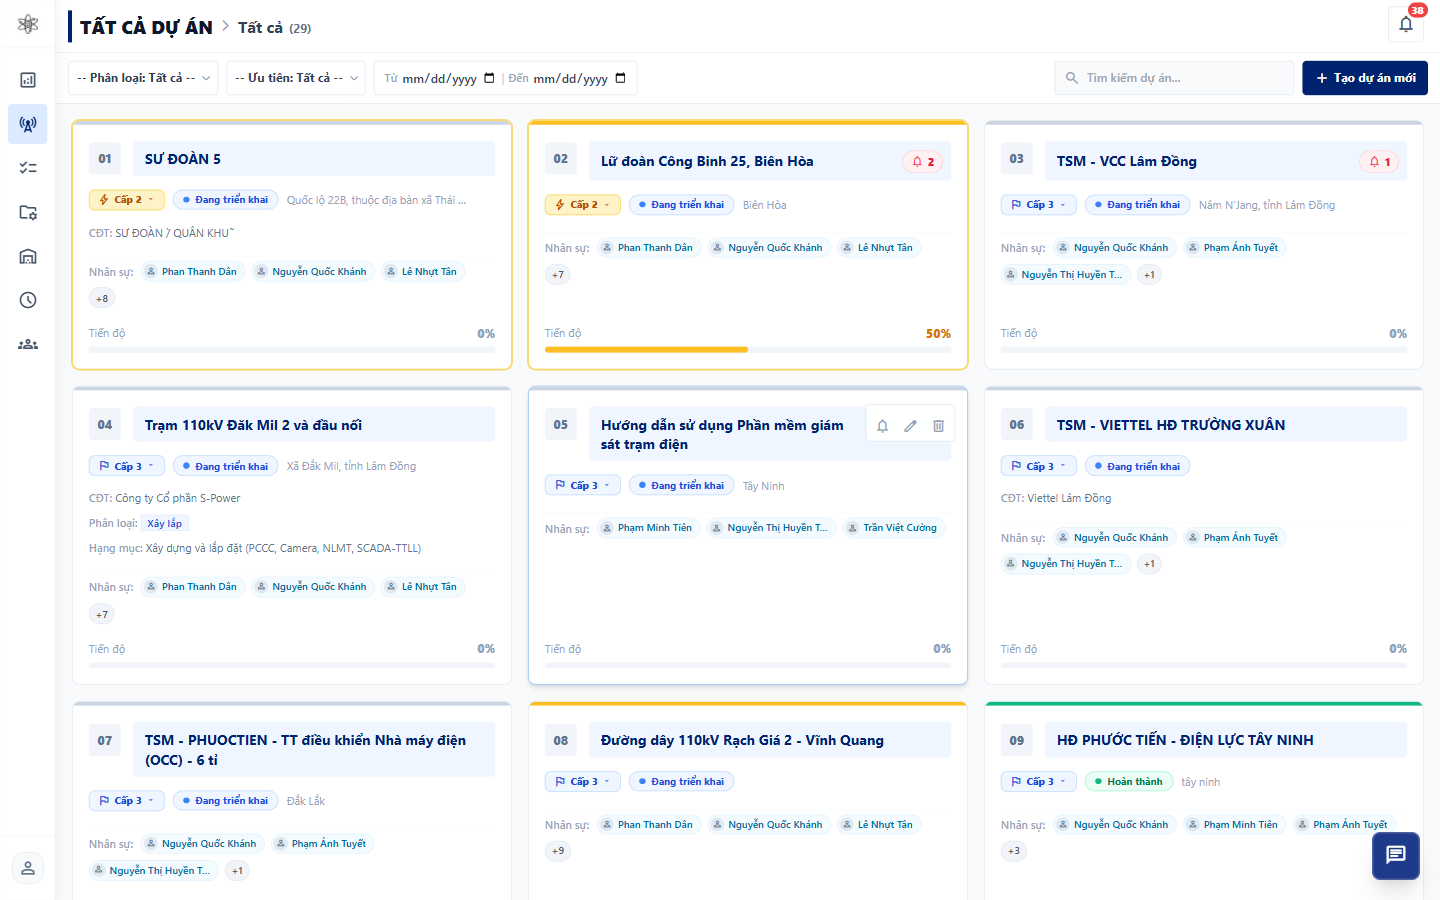 TẤT CẢ DỰ ÁN > Tất cả (29)
38
-- Phân loại: Tất cả --
-- Ưu tiên: Tất cả --
Từ mm/dd/yyyy | Đến mm/dd/yyyy
Tìm kiếm dự án...
+ Tạo dự án mới
01
SƯ ĐOÀN 5
Cấp 2
Đang triển khai
Quốc lộ 22B, thuộc địa bàn xã Thái ...
CĐT: SƯ ĐOÀN 7 QUÂN KHU~
Nhân sự: Phan Thanh Dân Nguyễn Quốc Khánh Lê Nhựt Tân
+8
Tiến độ 0%
02
Lữ đoàn Công Binh 25, Biên Hòa
2
Cấp 2
Đang triển khai
Biên Hòa
Nhân sự: Phan Thanh Dân Nguyễn Quốc Khánh Lê Nhựt Tân
+7
Tiến độ 50%
03
TSM - VCC Lâm Đồng
1
Cấp 3
Đang triển khai
Nâm N'Jang, tỉnh Lâm Đồng
Nhân sự: Nguyễn Quốc Khánh Phạm Ánh Tuyết
Nguyễn Thị Huyền T... +1
Tiến độ 0%
04
Trạm 110kV Đăk Mil 2 và đấu nối
Cấp 3
Đang triển khai
Xã Đắk Mil, tỉnh Lâm Đồng
CĐT: Công ty Cổ phần S-Power
Phân loại: Xây lắp
Hạng mục: Xây dựng và lắp đặt (PCCC, Camera, NLMT, SCADA-TTLL)
Nhân sự: Phan Thanh Dân Nguyễn Quốc Khánh Lê Nhựt Tân
+7
Tiến độ 0%
05
Hướng dẫn sử dụng Phần mềm giám
sát trạm điện
Cấp 3
Đang triển khai
Tây Ninh
Nhân sự: Phạm Minh Tiên Nguyễn Thị Huyền T... Trần Việt Cường
Tiến độ 0%
06
TSM - VIETTEL HĐ TRƯỜNG XUÂN
Cấp 3
Đang triển khai
CĐT: Viettel Lâm Đồng
Nhân sự: Nguyễn Quốc Khánh Phạm Ánh Tuyết
Nguyễn Thị Huyền T... +1
Tiến độ 0%
07
TSM - PHUOCTIEN - TT điều khiển Nhà máy điện
(OCC) - 6 tỉ
Cấp 3
Đang triển khai
Đắk Lắk
Nhân sự: Nguyễn Quốc Khánh Phạm Ánh Tuyết
Nguyễn Thị Huyền T... +1
08
Đường dây 110kV Rạch Giá 2 - Vĩnh Quang
Cấp 3
Đang triển khai
Nhân sự: Phan Thanh Dân Nguyễn Quốc Khánh Lê Nhựt Tân
+9
09
HĐ PHƯỚC TIẾN - ĐIỆN LỰC TÂY NINH
Cấp 3
Hoàn thành
tây ninh
Nhân sự: Nguyễn Quốc Khánh Phạm Minh Tiên Phạm Ánh Tuyết
+3